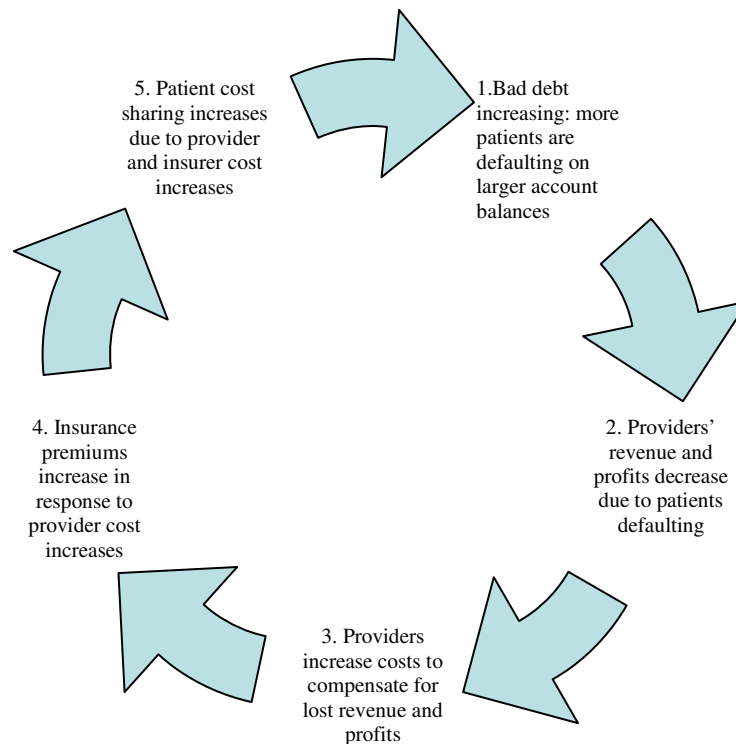 1.Bad debt
increasing: more
patients are
defaulting on
larger account
balances
2. Providers’
revenue and
profits decrease
due to patients
defaulting
3. Providers
increase costs to
compensate for
lost revenue and
profits
4. Insurance
premiums
increase in
response to
provider cost
increases
5. Patient cost
sharing increases
due to provider
and insurer cost
increases